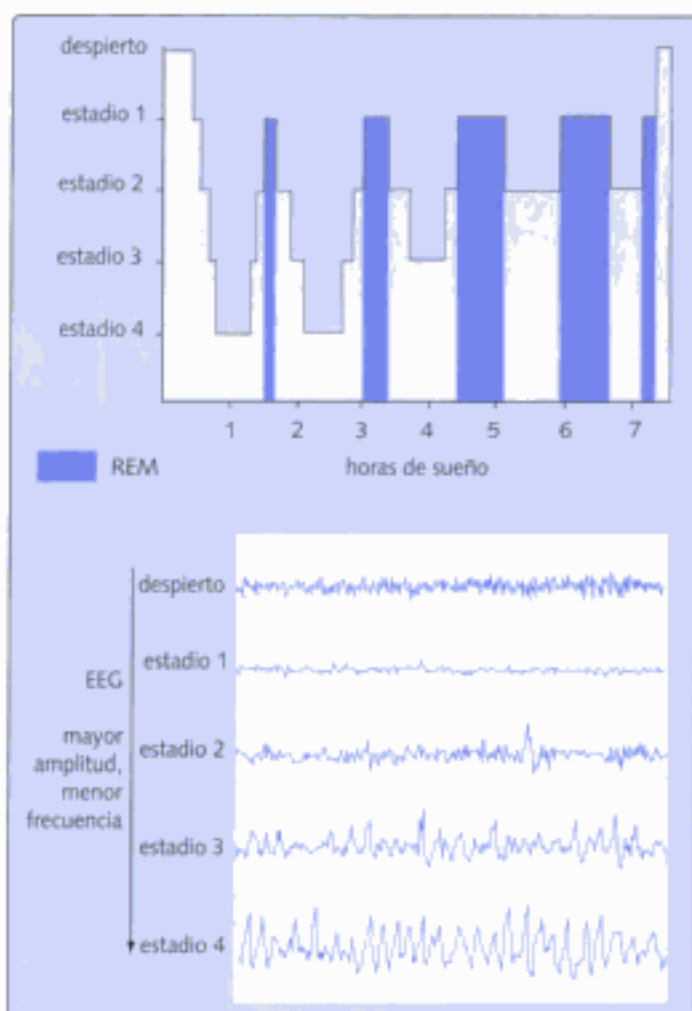 despierto
estadio 1
estadio 2
estadio 3
estadio 4
1 2 3 4 5 6 7
REM
horas de sueño
despierto
estadio 1
EEG
mayor
amplitud,
menor
frecuencia
estadio 2
estadio 3
estadio 4